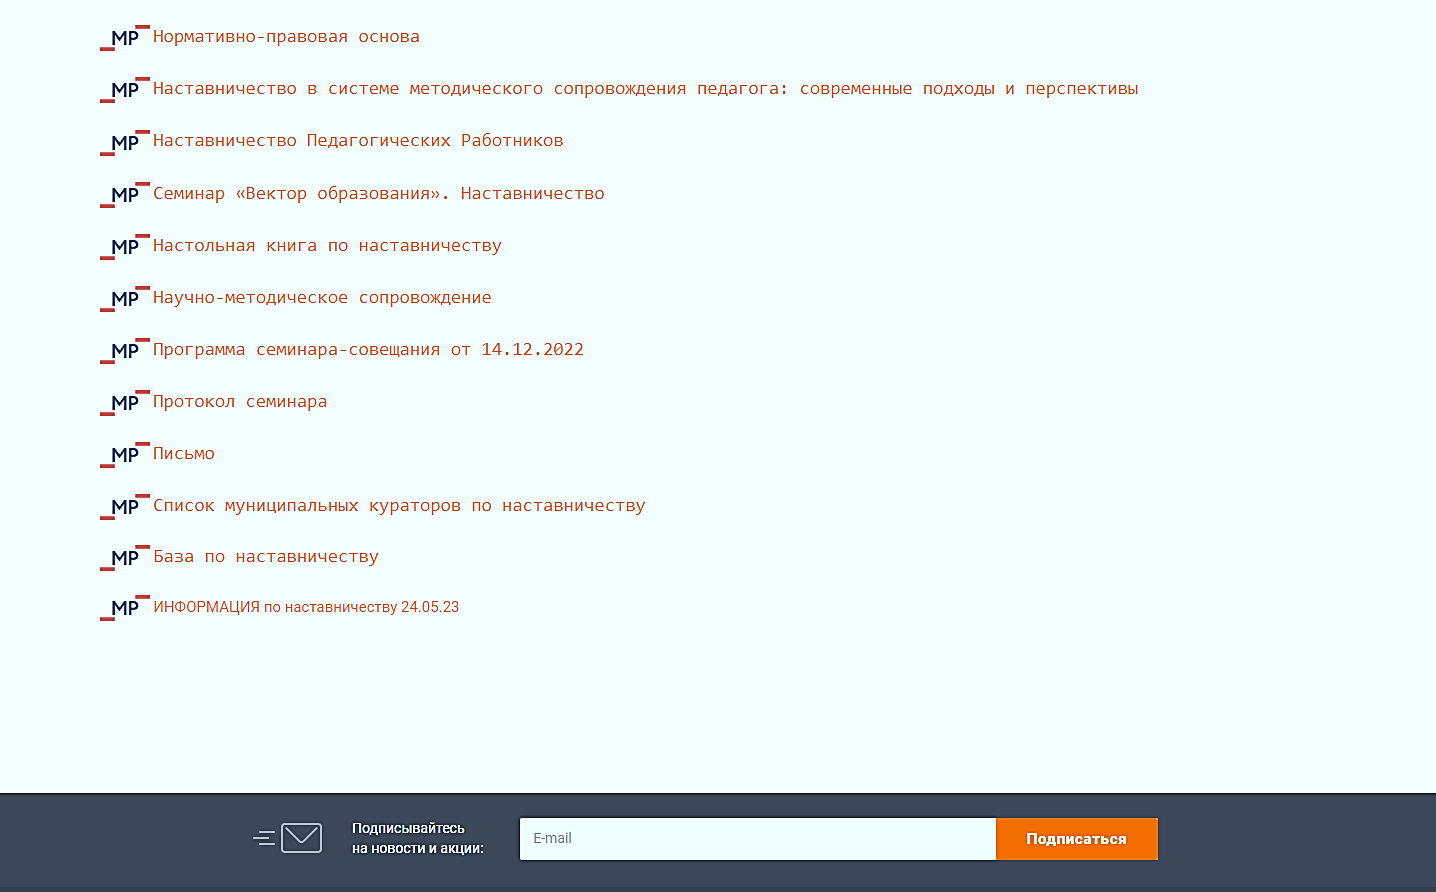 МР Нормативно-правовая основа
МР Наставничество в системе методического сопровождения педагога: современные подходы и перспективы
МР Наставничество Педагогических Работников
МР Семинар «Вектор образования». Наставничество
МР Настольная книга по наставничеству
МР Научно-методическое сопровождение
МР Программа семинара-совещания от 14.12.2022
МР Протокол семинара
МР Письмо
МР Список муниципальных кураторов по наставничеству
МР База по наставничеству
МР ИНФОРМАЦИЯ по наставничеству 24.05.23
Подписывайтесь
на новости и акции:
E-mail
Подписаться